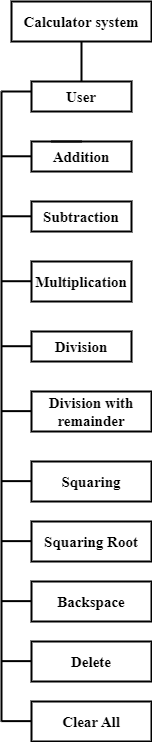 Calculator system
User
Addition
Subtraction
Multiplication
Division
Division with
remainder
Squaring
Squaring Root
Backspace
Delete
Clear All